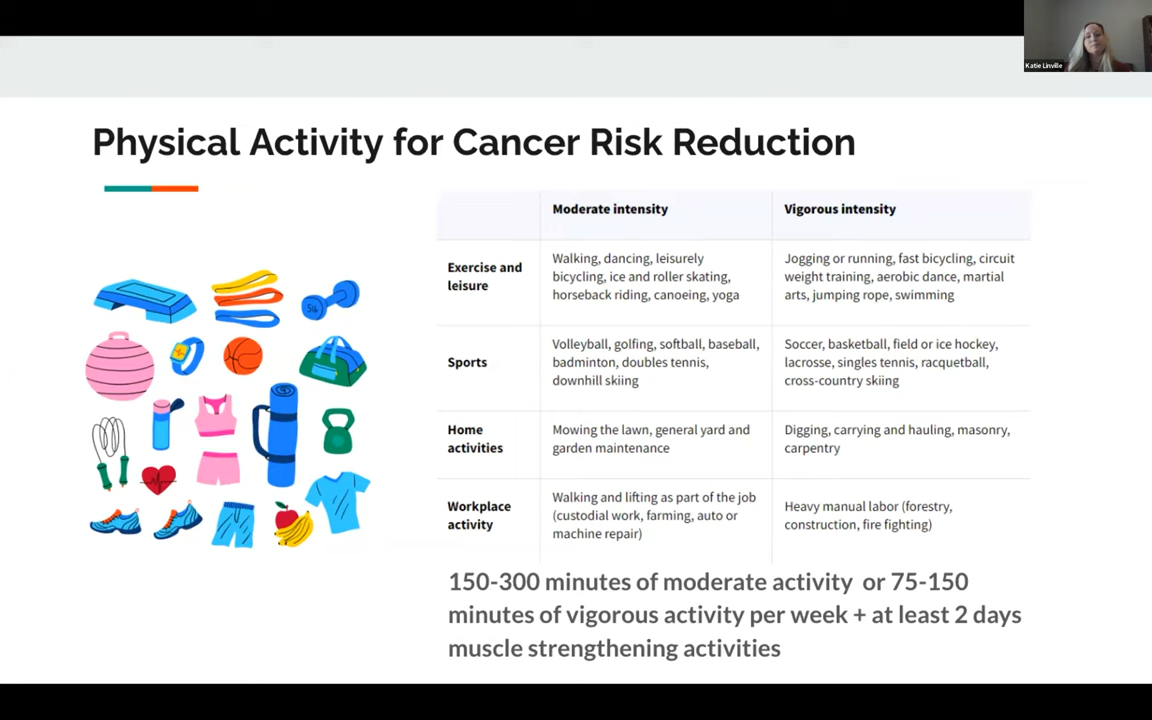 Katie Linville
Physical Activity for Cancer Risk Reduction
Moderate intensity
Vigorous intensity
Exercise and
leisure
Walking, dancing, leisurely
bicycling, ice and roller skating,
horseback riding, canoeing, yoga
Jogging or running, fast bicycling, circuit
weight training, aerobic dance, martial
arts, jumping rope, swimming
Sports
Volleyball, golfing, softball, baseball,
badminton, doubles tennis,
downhill skiing
Soccer, basketball, field or ice hockey,
lacrosse, singles tennis, racquetball,
cross-country skiing
Home
activities
Mowing the lawn, general yard and
garden maintenance
Digging, carrying and hauling, masonry,
carpentry
Workplace
activity
Walking and lifting as part of the job
(custodial work, farming, auto or
machine repair)
Heavy manual labor (forestry,
construction, fire fighting)
150-300 minutes of moderate activity or 75-150
minutes of vigorous activity per week + at least 2 days
muscle strengthening activities